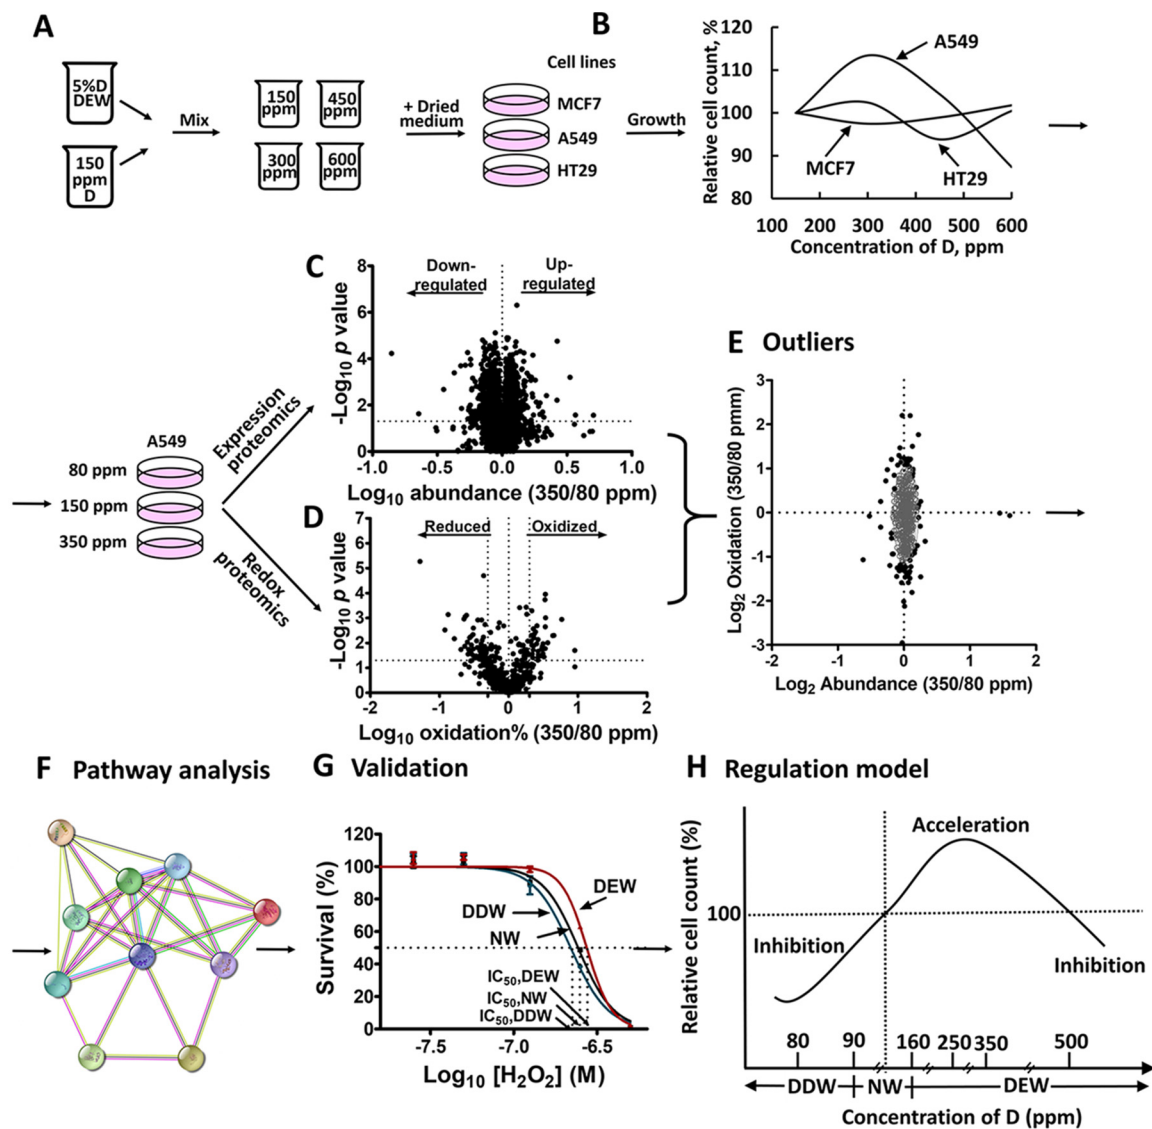 A
5%D
DEW
150
ppm
D
Mix
150
ppm
450
ppm
300
ppm
600
ppm
+ Dried
medium
Cell lines
MCF7
A549
HT29
Growth
B
Relative cell count, %
120
110
100
90
80
A549
MCF7
HT29
100 200 300 400 500 600
Concentration of D, ppm
A549
80 ppm
150 ppm
350 ppm
Expression
proteomics
Redox
proteomics
C
-Log10 p value
8
6
4
2
0
Down-
regulated
Up-
regulated
-1.0 -0.5 0.0 0.5 1.0
Log10 abundance (350/80 ppm)
D
-Log10 p value
7
6
5
4
3
2
1
0
Reduced
Oxidized
-2 -1 0 1 2
Log10 oxidation% (350/80 ppm)
E Outliers
Log2 Oxidation (350/80 pmm)
3
2
1
0
-1
-2
-3
-2 -1 0 1 2
Log2 Abundance (350/80 ppm)
F Pathway analysis
G Validation
Survival (%)
120
100
80
60
40
20
0
DEW
DDW
NW
IC50,DEW
IC50,NW
IC50,DDW
-7.5 -7.0 -6.5
Log10 [H2O2] (M)
H Regulation model
Relative cell count (%)
100
Acceleration
Inhibition
Inhibition
80 90 160 250 350 500
DDW NW DEW
Concentration of D (ppm)